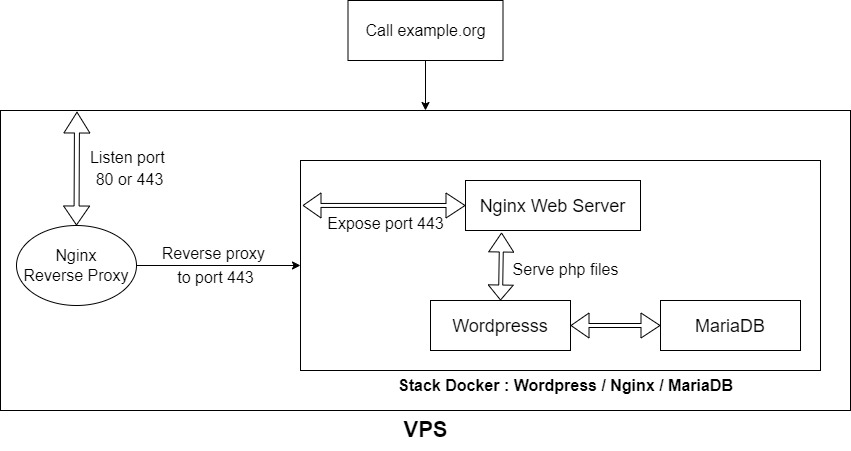 Call example.org
Listen port
80 or 443
Nginx Web Server
Expose port 443
Nginx
Reverse Proxy
Reverse proxy
to port 443
Serve php files
Wordpresss
MariaDB
Stack Docker : Wordpress / Nginx / MariaDB
VPS